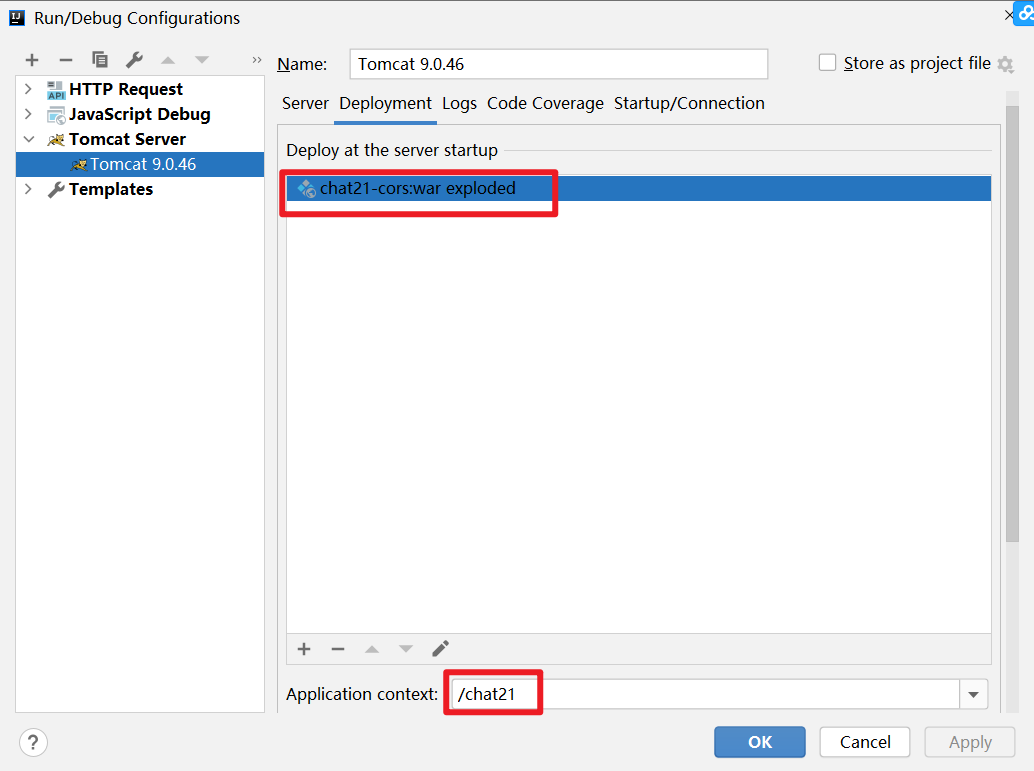 Run/Debug Configurations
Name: Tomcat 9.0.46 Store as project file
HTTP Request
JavaScript Debug
Tomcat Server
Tomcat 9.0.46
Templates
Server Deployment Logs Code Coverage Startup/Connection
Deploy at the server startup
chat21-cors:war exploded
Application context: /chat21
? OK Cancel Apply